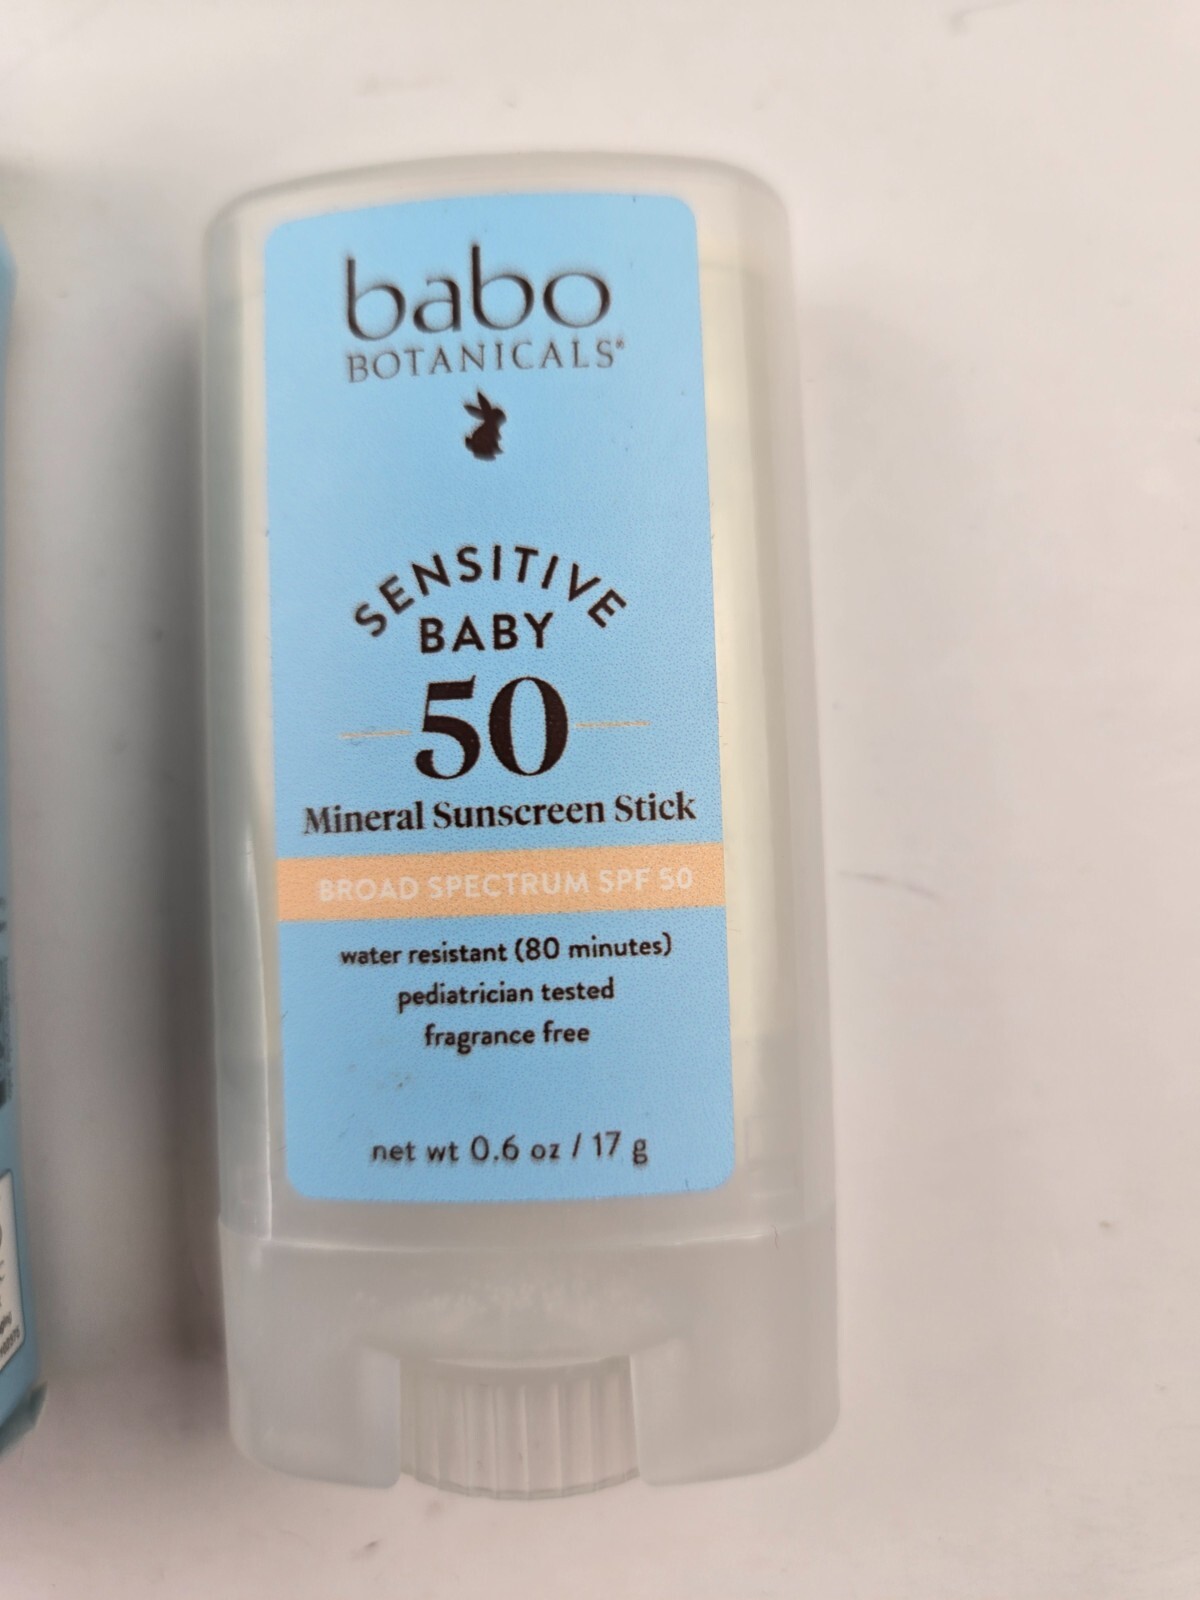 babo
BOTANICALS®
SENSITIVE
BABY
50
Mineral Sunscreen Stick
BROAD SPECTRUM SPF 50
water resistant (80 minutes)
pediatrician tested
fragrance free
net wt 0.6 oz / 17 g